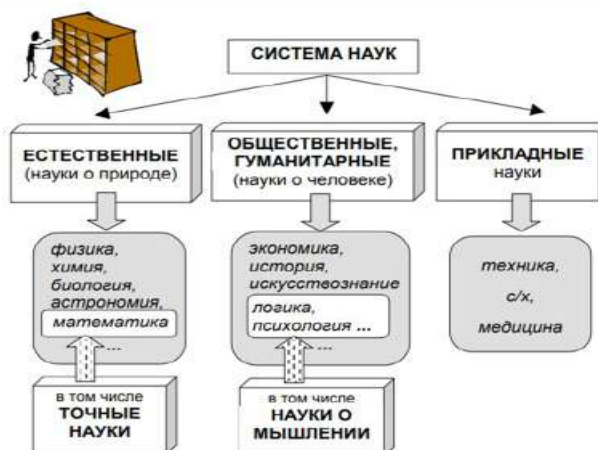 СИСТЕМА НАУК
ЕСТЕСТВЕННЫЕ
(науки о природе)
ОБЩЕСТВЕННЫЕ,
ГУМАНИТАРНЫЕ
(науки о человеке)
ПРИКЛАДНЫЕ
науки
физика,
химия,
биология,
астрономия,
математика
...
экономика,
история,
искусствознание
логика,
психология ...
...
техника,
с/х,
медицина
в том числе
ТОЧНЫЕ
НАУКИ
в том числе
НАУКИ О
МЫШЛЕНИИ